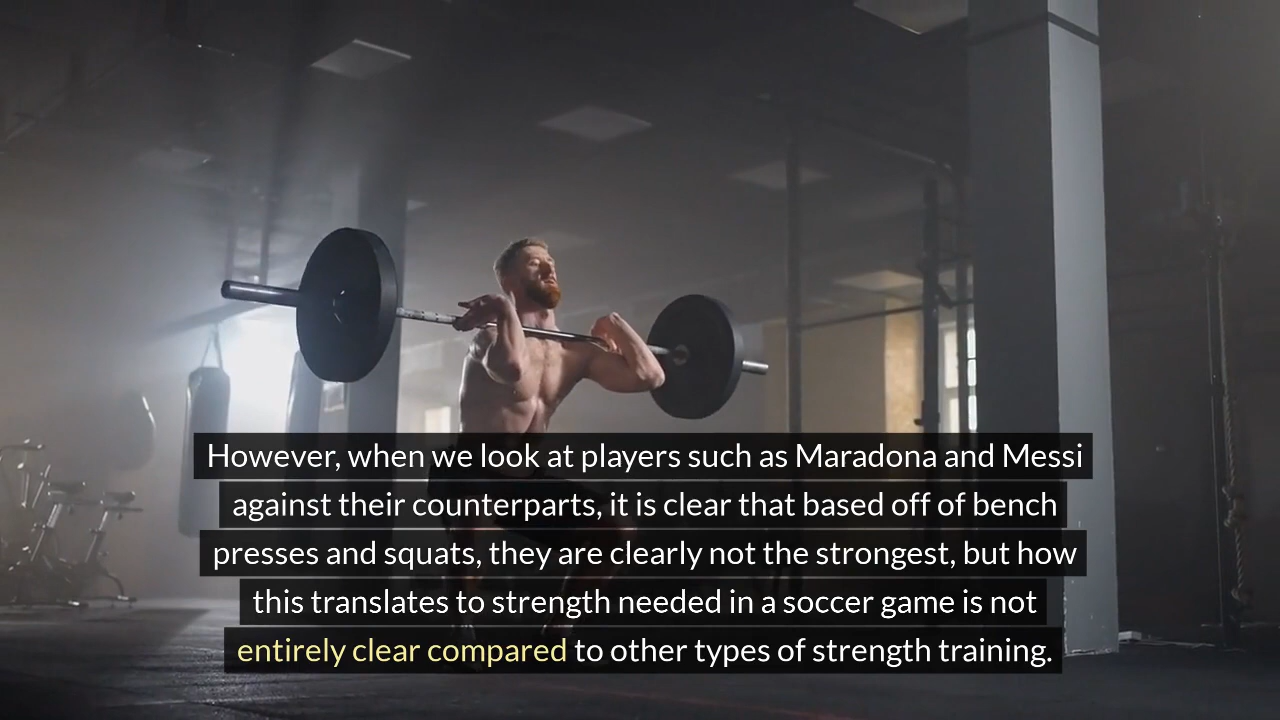 However, when we look at players such as Maradona and Messi
against their counterparts, it is clear that based off of bench
presses and squats, they are clearly not the strongest, but how
this translates to strength needed in a soccer game is not
entirely clear compared to other types of strength training.